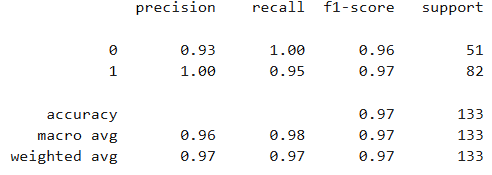 precision recall f1-score support
0 0.93 1.00 0.96 51
1 1.00 0.95 0.97 82
accuracy 0.97 133
macro avg 0.96 0.98 0.97 133
weighted avg 0.97 0.97 0.97 133